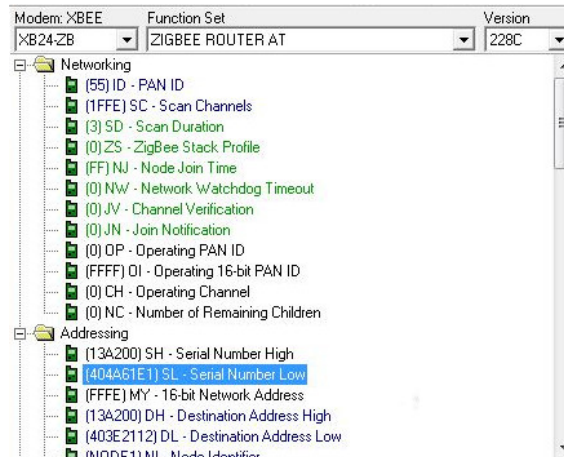 Modem: XBEE Function Set Version
XB24-ZB ZIGBEE ROUTER AT 228C
Networking
(55) ID - PAN ID
(1FFE) SC - Scan Channels
(3) SD - Scan Duration
(0) ZS - ZigBee Stack Profile
(FF) NJ - Node Join Time
(0) NW - Network Watchdog Timeout
(0) JV - Channel Verification
(0) JN - Join Notification
(0) OP - Operating PAN ID
(FFFF) OI - Operating 16-bit PAN ID
(0) CH - Operating Channel
(0) NC - Number of Remaining Children
Addressing
(13A200) SH - Serial Number High
(404A61E1) SL - Serial Number Low
(FFFE) MY - 16-bit Network Address
(13A200) DH - Destination Address High
(403E2112) DL - Destination Address Low
(NODE1) NI - Node Identifier